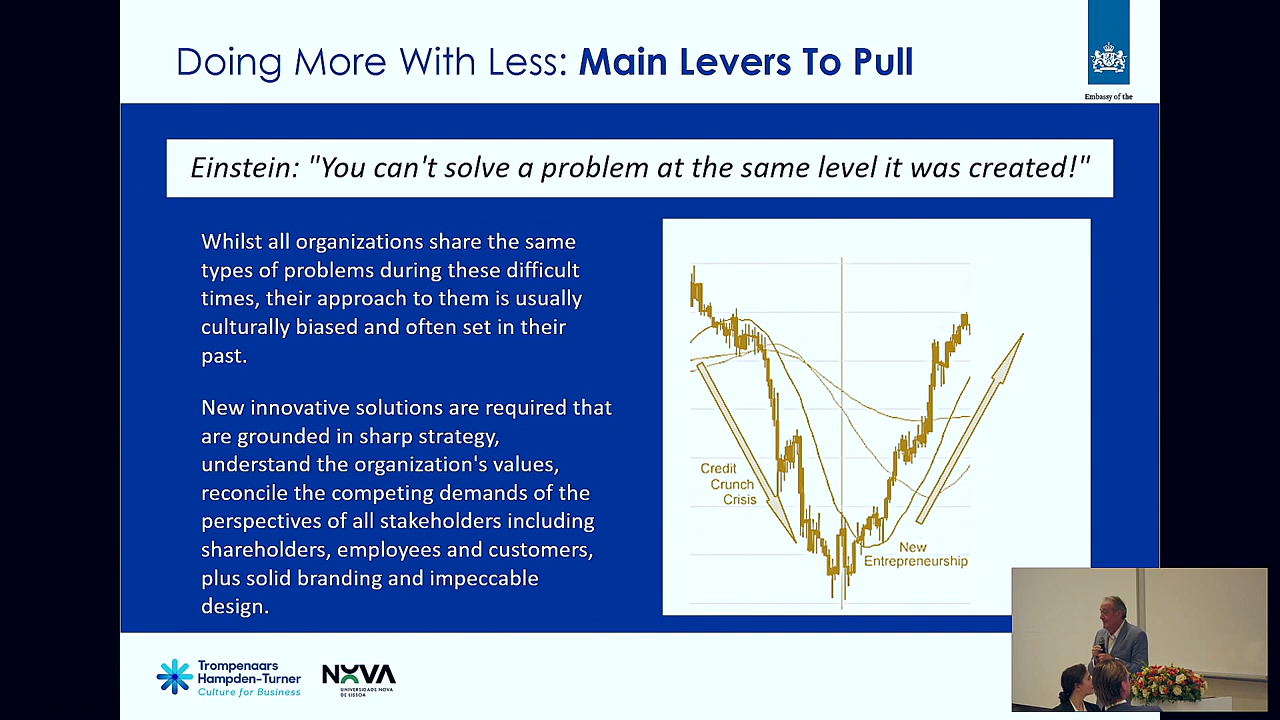 Doing More With Less: Main Levers To Pull
Embassy of the
Einstein: "You can't solve a problem at the same level it was created!"
Whilst all organizations share the same
types of problems during these difficult
times, their approach to them is usually
culturally biased and often set in their
past.
New innovative solutions are required that
are grounded in sharp strategy,
understand the organization's values,
reconcile the competing demands of the
perspectives of all stakeholders including
shareholders, employees and customers,
plus solid branding and impeccable
design.
Credit
Crunch
Crisis
New
Entrepreneurship
Trompenaars
Hampden-Turner
Culture for Business
NOVA
UNIVERSIDADE NOVA
DE LISBOA